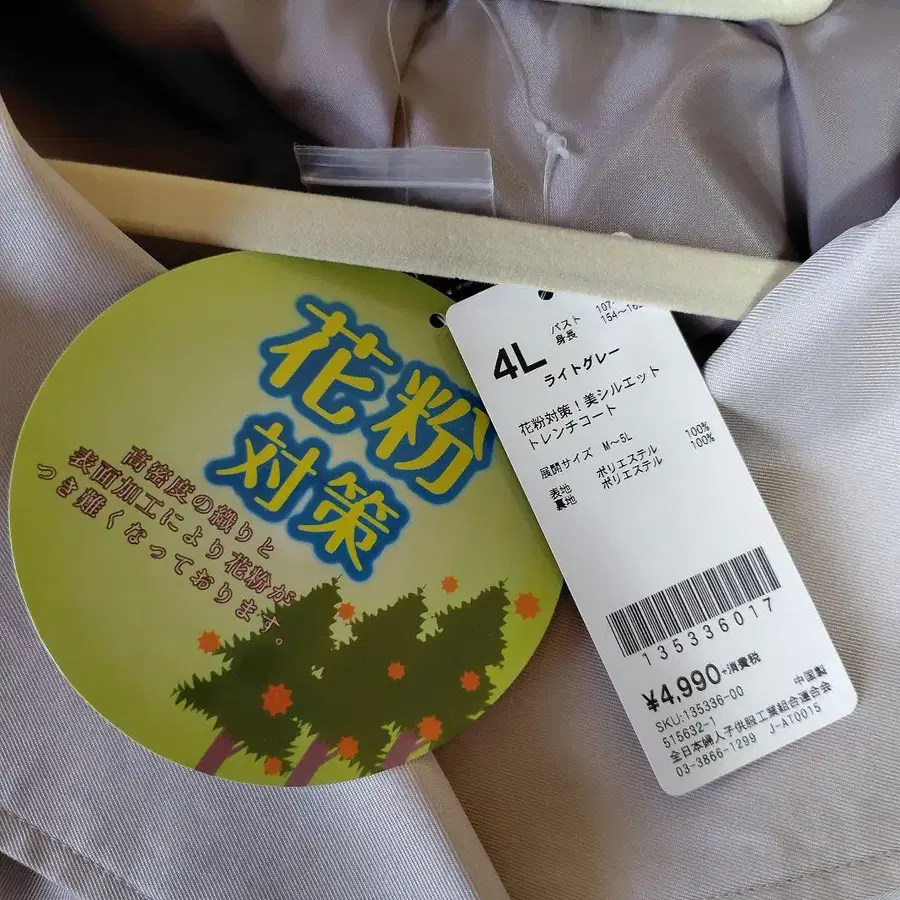 花粉
対策
高密度の織りと
表面加工により花粉が
つき難くなっております。
4L
バスト 107-
身長 154〜16
ライトグレー
花粉対策！美シルエット
トレンチコート
展開サイズ M〜5L
表地 ポリエステル 100%
裏地 ポリエステル 100%
135336017
¥4,990+消費税
SKU:135336-00 中国製
515632-1
全日本婦人子供服工業組合連合会
03-3866-1299 J-AT0015